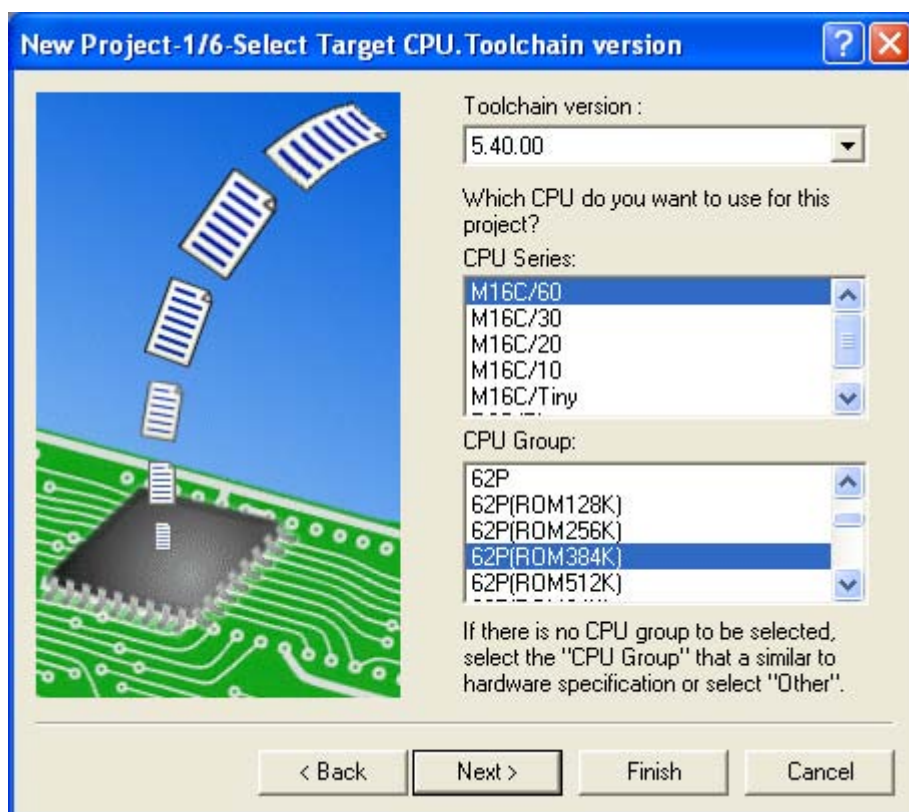 New Project-1/6-Select Target CPU.Toolchain version
Toolchain version :
5.40.00
Which CPU do you want to use for this
project?
CPU Series:
M16C/60
M16C/30
M16C/20
M16C/10
M16C/Tiny
CPU Group:
62P
62P(ROM128K)
62P(ROM256K)
62P(ROM384K)
62P(ROM512K)
If there is no CPU group to be selected,
select the "CPU Group" that a similar to
hardware specification or select "Other".
< Back
Next >
Finish
Cancel